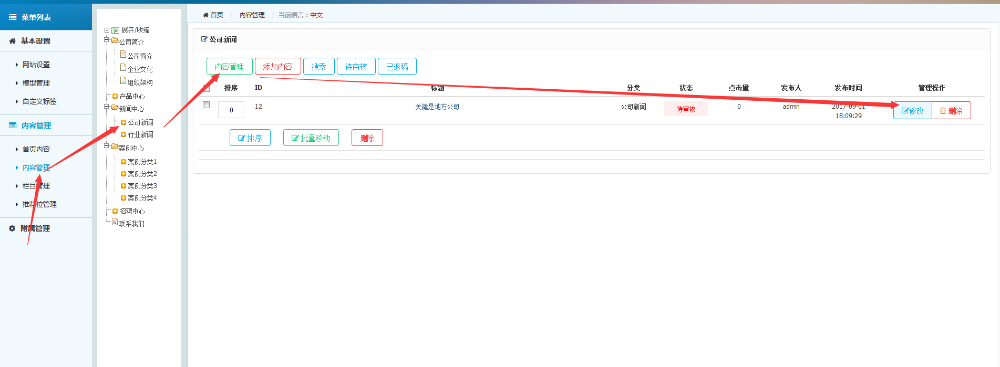 菜单列表
基本设置
网站设置
模型管理
自定义标签
内容管理
首页内容
内容管理
栏目管理
推荐位管理
附属管理
展开/收缩
公司简介
公司简介
企业文化
组织架构
产品中心
新闻中心
公司新闻
行业新闻
案例中心
案例分类1
案例分类2
案例分类3
案例分类4
招聘中心
联系我们
首页 / 内容管理 / 当前语言：中文
公司新闻
内容管理 添加内容 搜索 待审核 已退稿
排序 ID 标题 分类 状态 点击量 发布人 发布时间 管理操作
0 12 关键是地方公司 公司新闻 待审核 0 admin 2017-09-01 修改 删除
18:09:29
排序 批量移动 删除